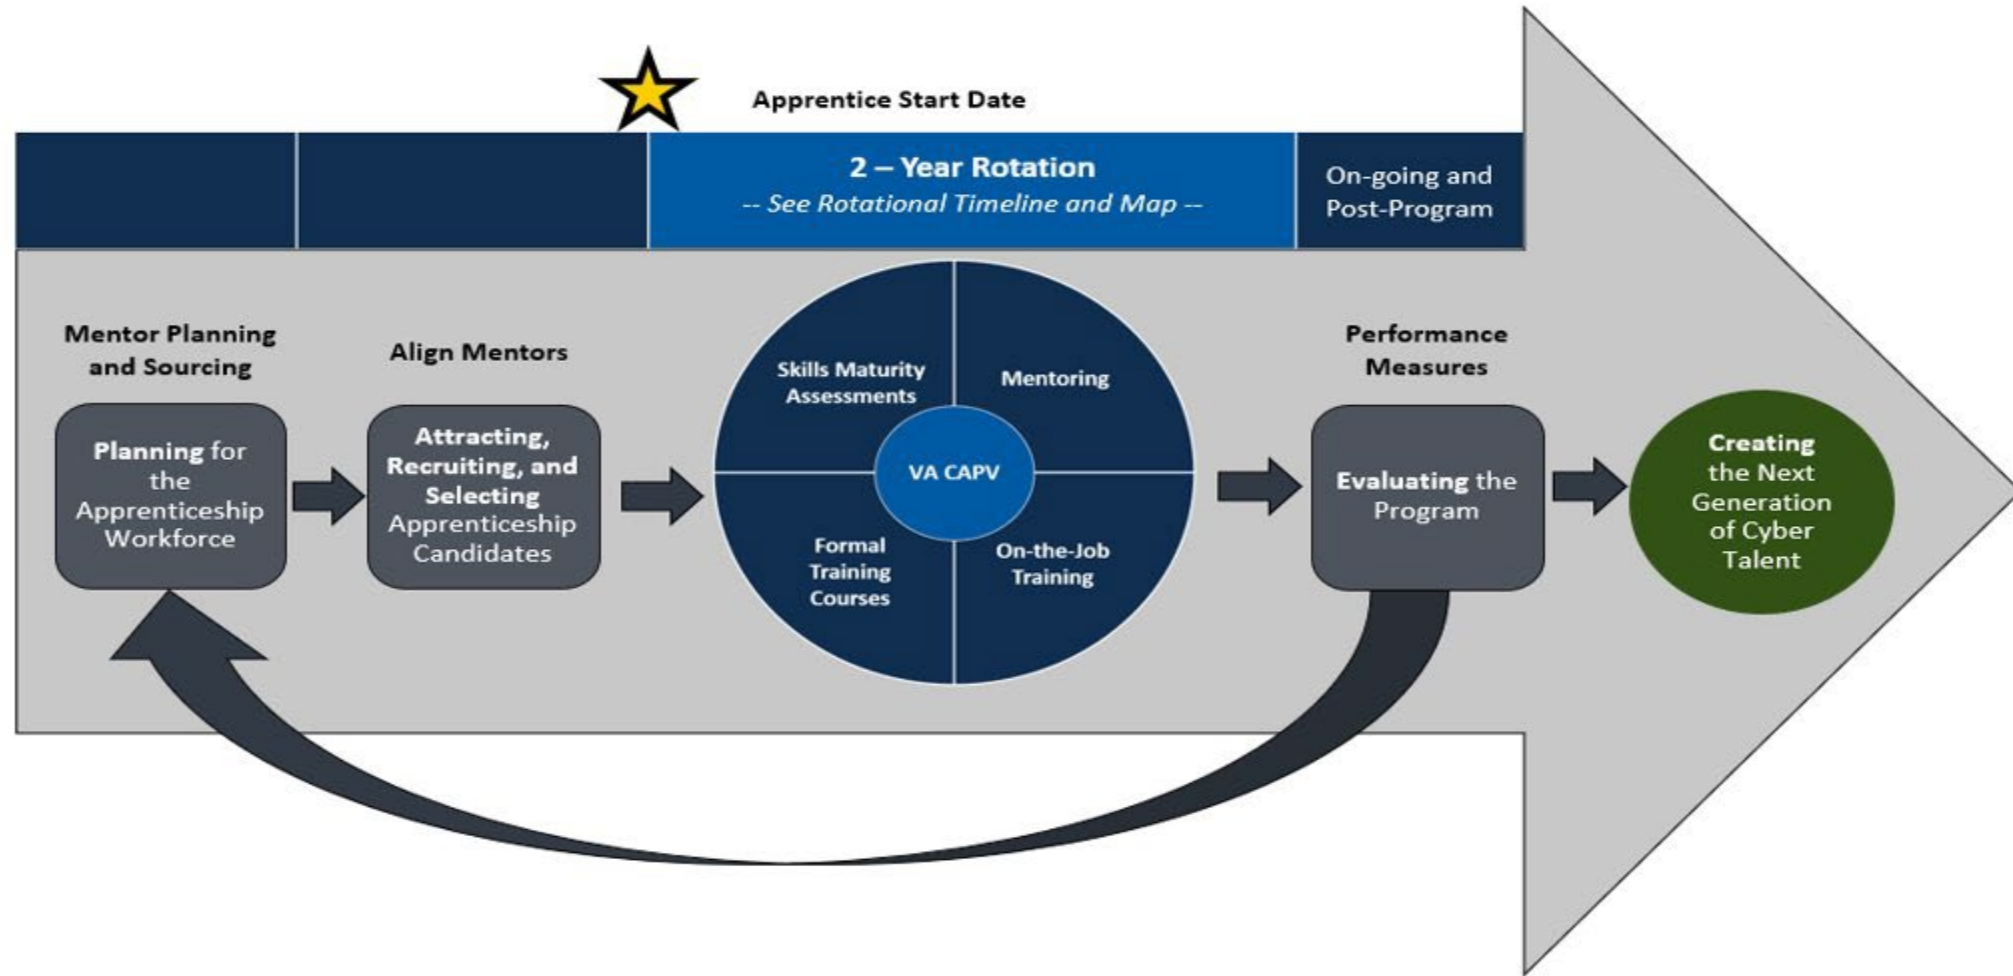 Apprentice Start Date
2 – Year Rotation
-- See Rotational Timeline and Map --
On-going and
Post-Program
Mentor Planning
and Sourcing
Planning for
the
Apprenticeship
Workforce
Align Mentors
Attracting,
Recruiting, and
Selecting
Apprenticeship
Candidates
Skills Maturity
Assessments
Mentoring
VA CAPV
Formal
Training
Courses
On-the-Job
Training
Performance
Measures
Evaluating the
Program
Creating
the Next
Generation
of Cyber
Talent